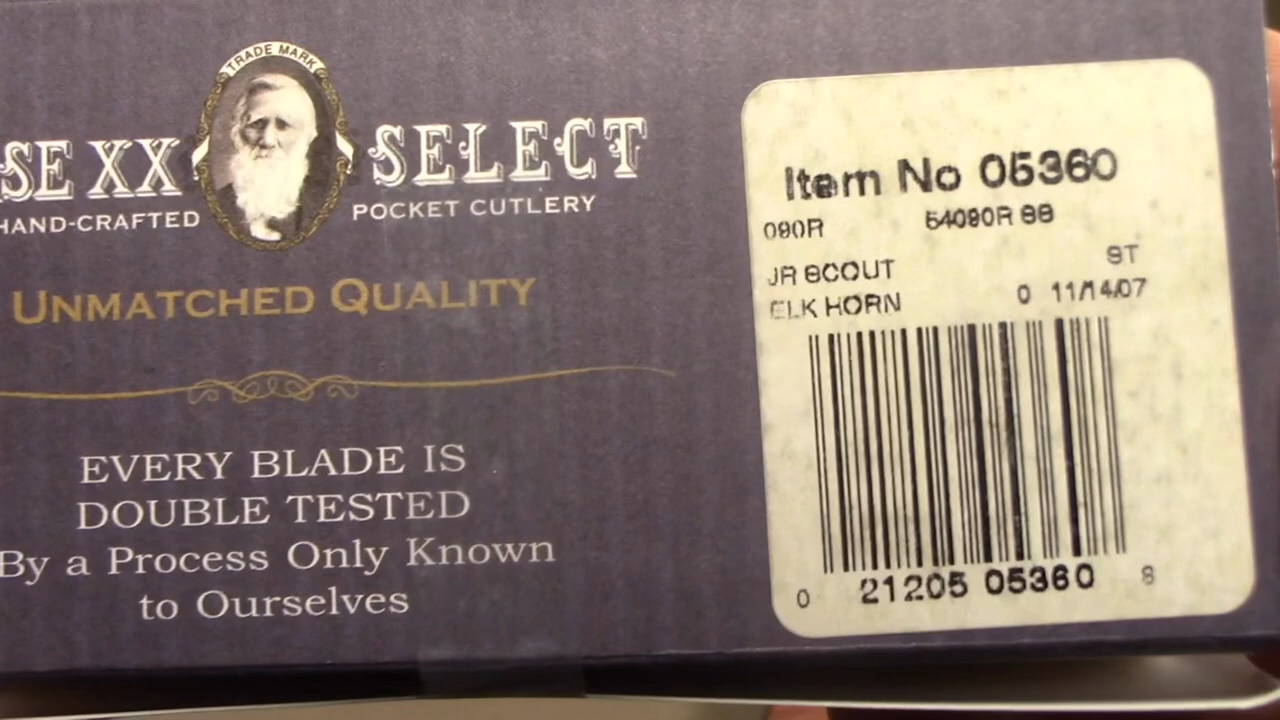 TRADE MARK
SE XX SELECT
HAND-CRAFTED POCKET CUTLERY
UNMATCHED QUALITY
EVERY BLADE IS
DOUBLE TESTED
By a Process Only Known
to Ourselves
Item No 05360
090R 54090R SS
JR SCOUT ST
ELK HORN 0 11/14/07
0 21205 05360 8